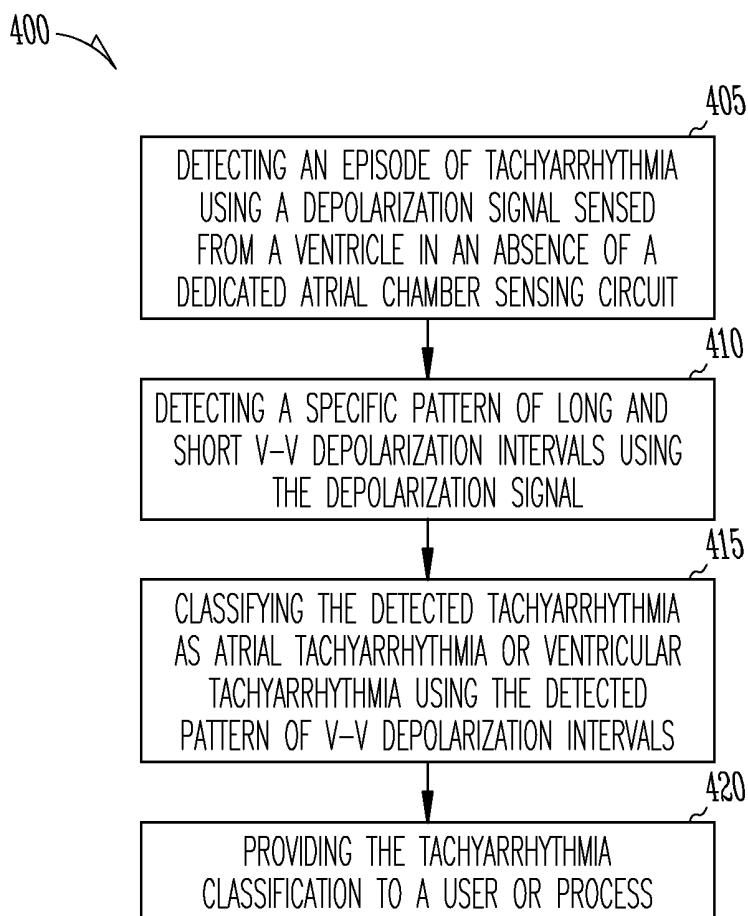 400
405
DETECTING AN EPISODE OF TACHYARRHYTHMIA
USING A DEPOLARIZATION SIGNAL SENSED
FROM A VENTRICLE IN AN ABSENCE OF A
DEDICATED ATRIAL CHAMBER SENSING CIRCUIT
410
DETECTING A SPECIFIC PATTERN OF LONG AND
SHORT V–V DEPOLARIZATION INTERVALS USING
THE DEPOLARIZATION SIGNAL
415
CLASSIFYING THE DETECTED TACHYARRHYTHMIA
AS ATRIAL TACHYARRHYTHMIA OR VENTRICULAR
TACHYARRHYTHMIA USING THE DETECTED
PATTERN OF V–V DEPOLARIZATION INTERVALS
420
PROVIDING THE TACHYARRHYTHMIA
CLASSIFICATION TO A USER OR PROCESS